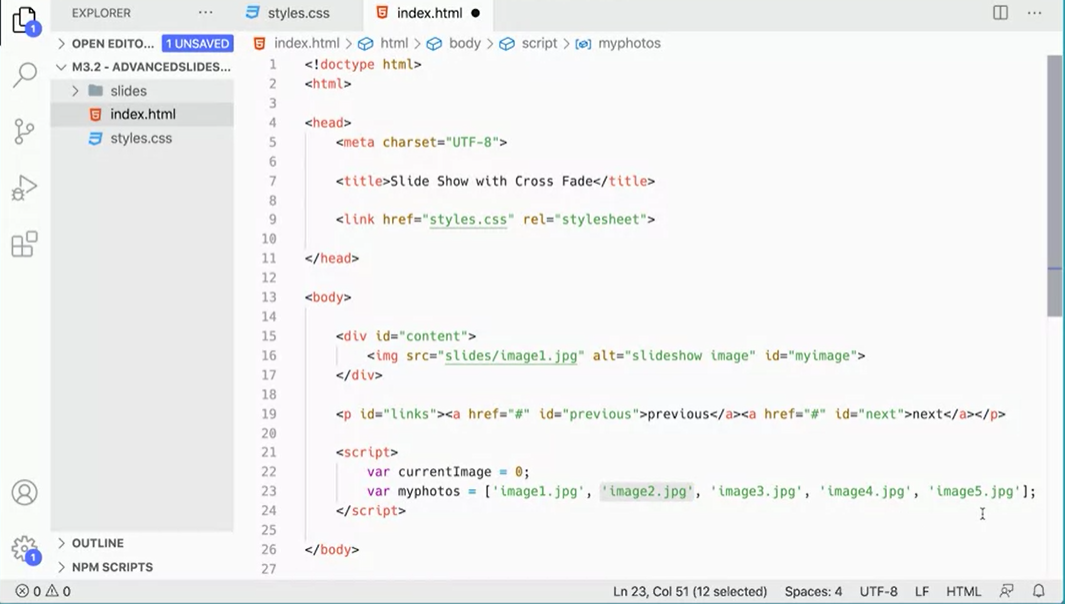 EXPLORER
···
styles.css
index.html
···
1
OPEN EDITO...
1 UNSAVED
M3.2 - ADVANCEDSLIDES...
slides
index.html
styles.css
OUTLINE
1
NPM SCRIPTS
index.html > html > body > script > myphotos
1 <!doctype html>
2 <html>
3
4 <head>
5 <meta charset="UTF-8">
6
7 <title>Slide Show with Cross Fade</title>
8
9 <link href="styles.css" rel="stylesheet">
10
11 </head>
12
13 <body>
14
15 <div id="content">
16 <img src="slides/image1.jpg" alt="slideshow image" id="myimage">
17 </div>
18
19 <p id="links"><a href="#" id="previous">previous</a><a href="#" id="next">next</a></p>
20
21 <script>
22 var currentImage = 0;
23 var myphotos = ['image1.jpg', 'image2.jpg', 'image3.jpg', 'image4.jpg', 'image5.jpg'];
24 </script>
25
26 </body>
27
0 0
Ln 23, Col 51 (12 selected) Spaces: 4 UTF-8 LF HTML